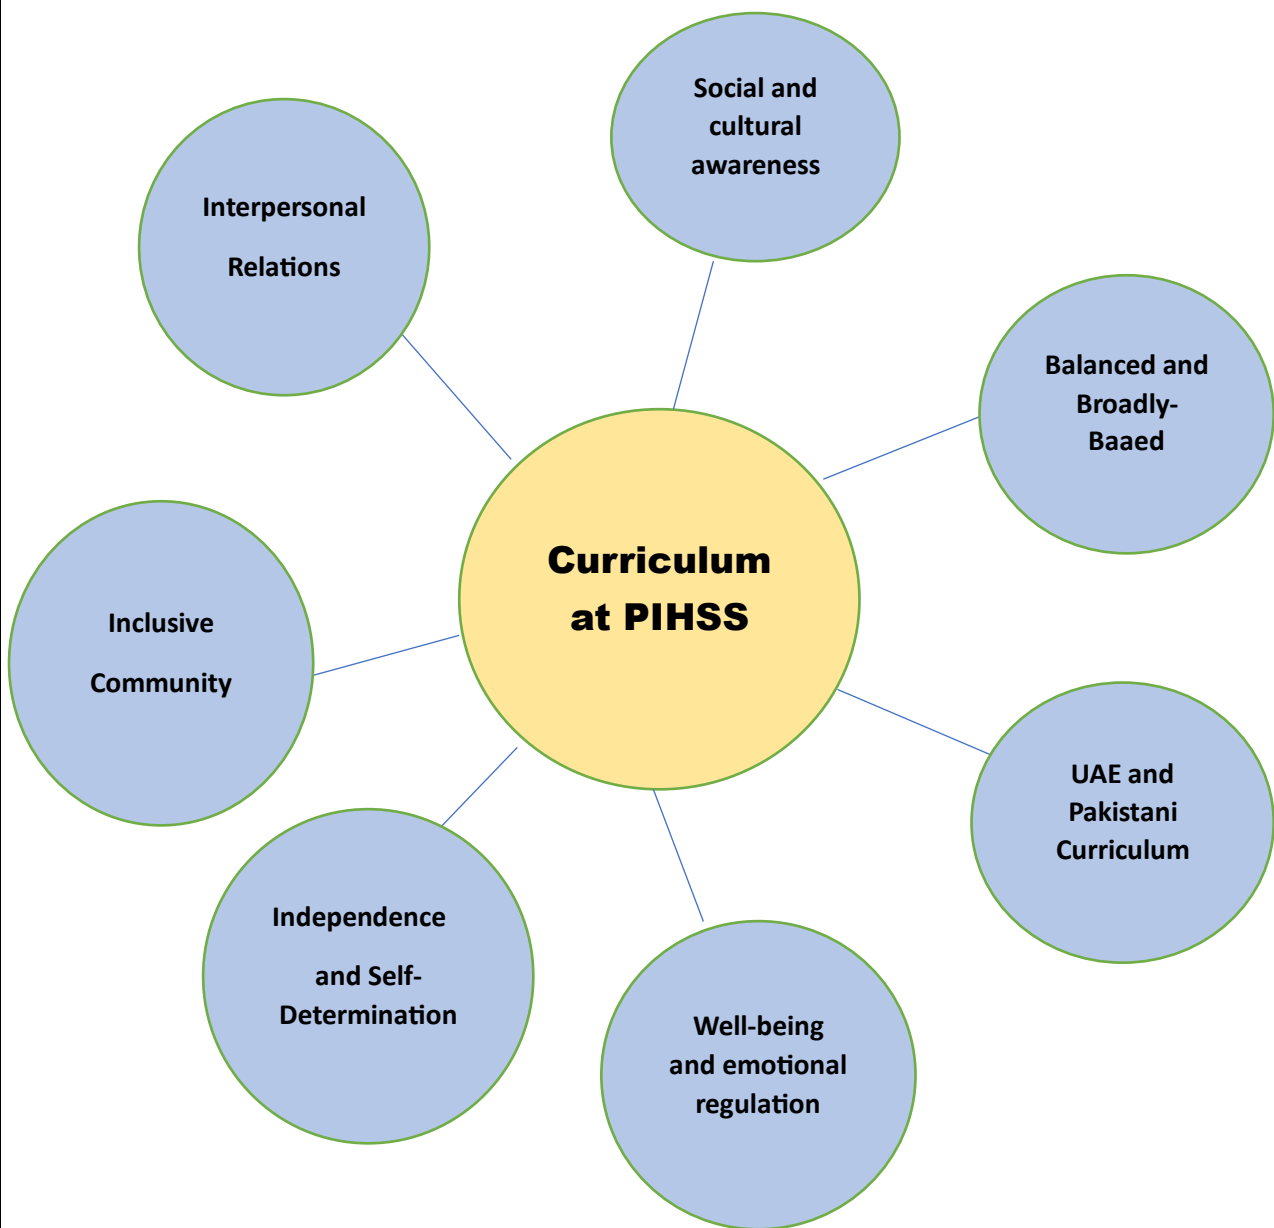 Social and
cultural
awareness
Interpersonal
Relations
Balanced and
Broadly-
Baaed
Curriculum
at PIHSS
Inclusive
Community
UAE and
Pakistani
Curriculum
Independence
and Self-
Determination
Well-being
and emotional
regulation